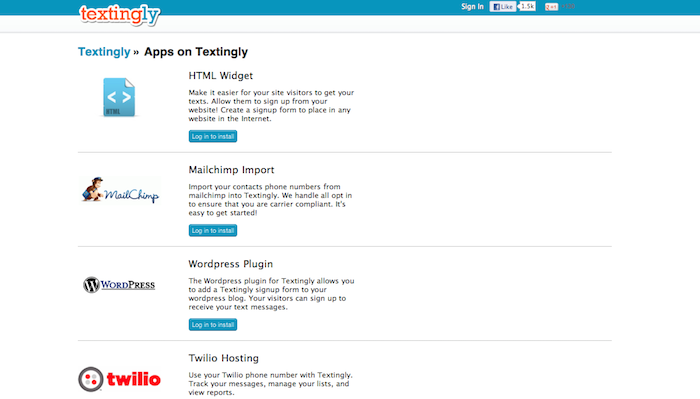 textingly
Sign In
Like
1.5k
g+1
Textingly » Apps on Textingly
HTML
HTML Widget
Make it easier for your site visitors to get your
texts. Allow them to sign up from your
website! Create a signup form to place in any
website in the Internet.
Log in to install
MailChimp
Mailchimp Import
Import your contacts phone numbers from
mailchimp into Textingly. We handle all opt in
to ensure that you are carrier compliant. It's
easy to get started!
Log in to install
WORDPRESS
Wordpress Plugin
The Wordpress plugin for Textingly allows you
to add a Textingly signup form to your
wordpress blog. Your visitors can sign up to
receive your text messages.
Log in to install
twilio
Twilio Hosting
Use your Twilio phone number with Textingly.
Track your messages, manage your lists, and
view reports.